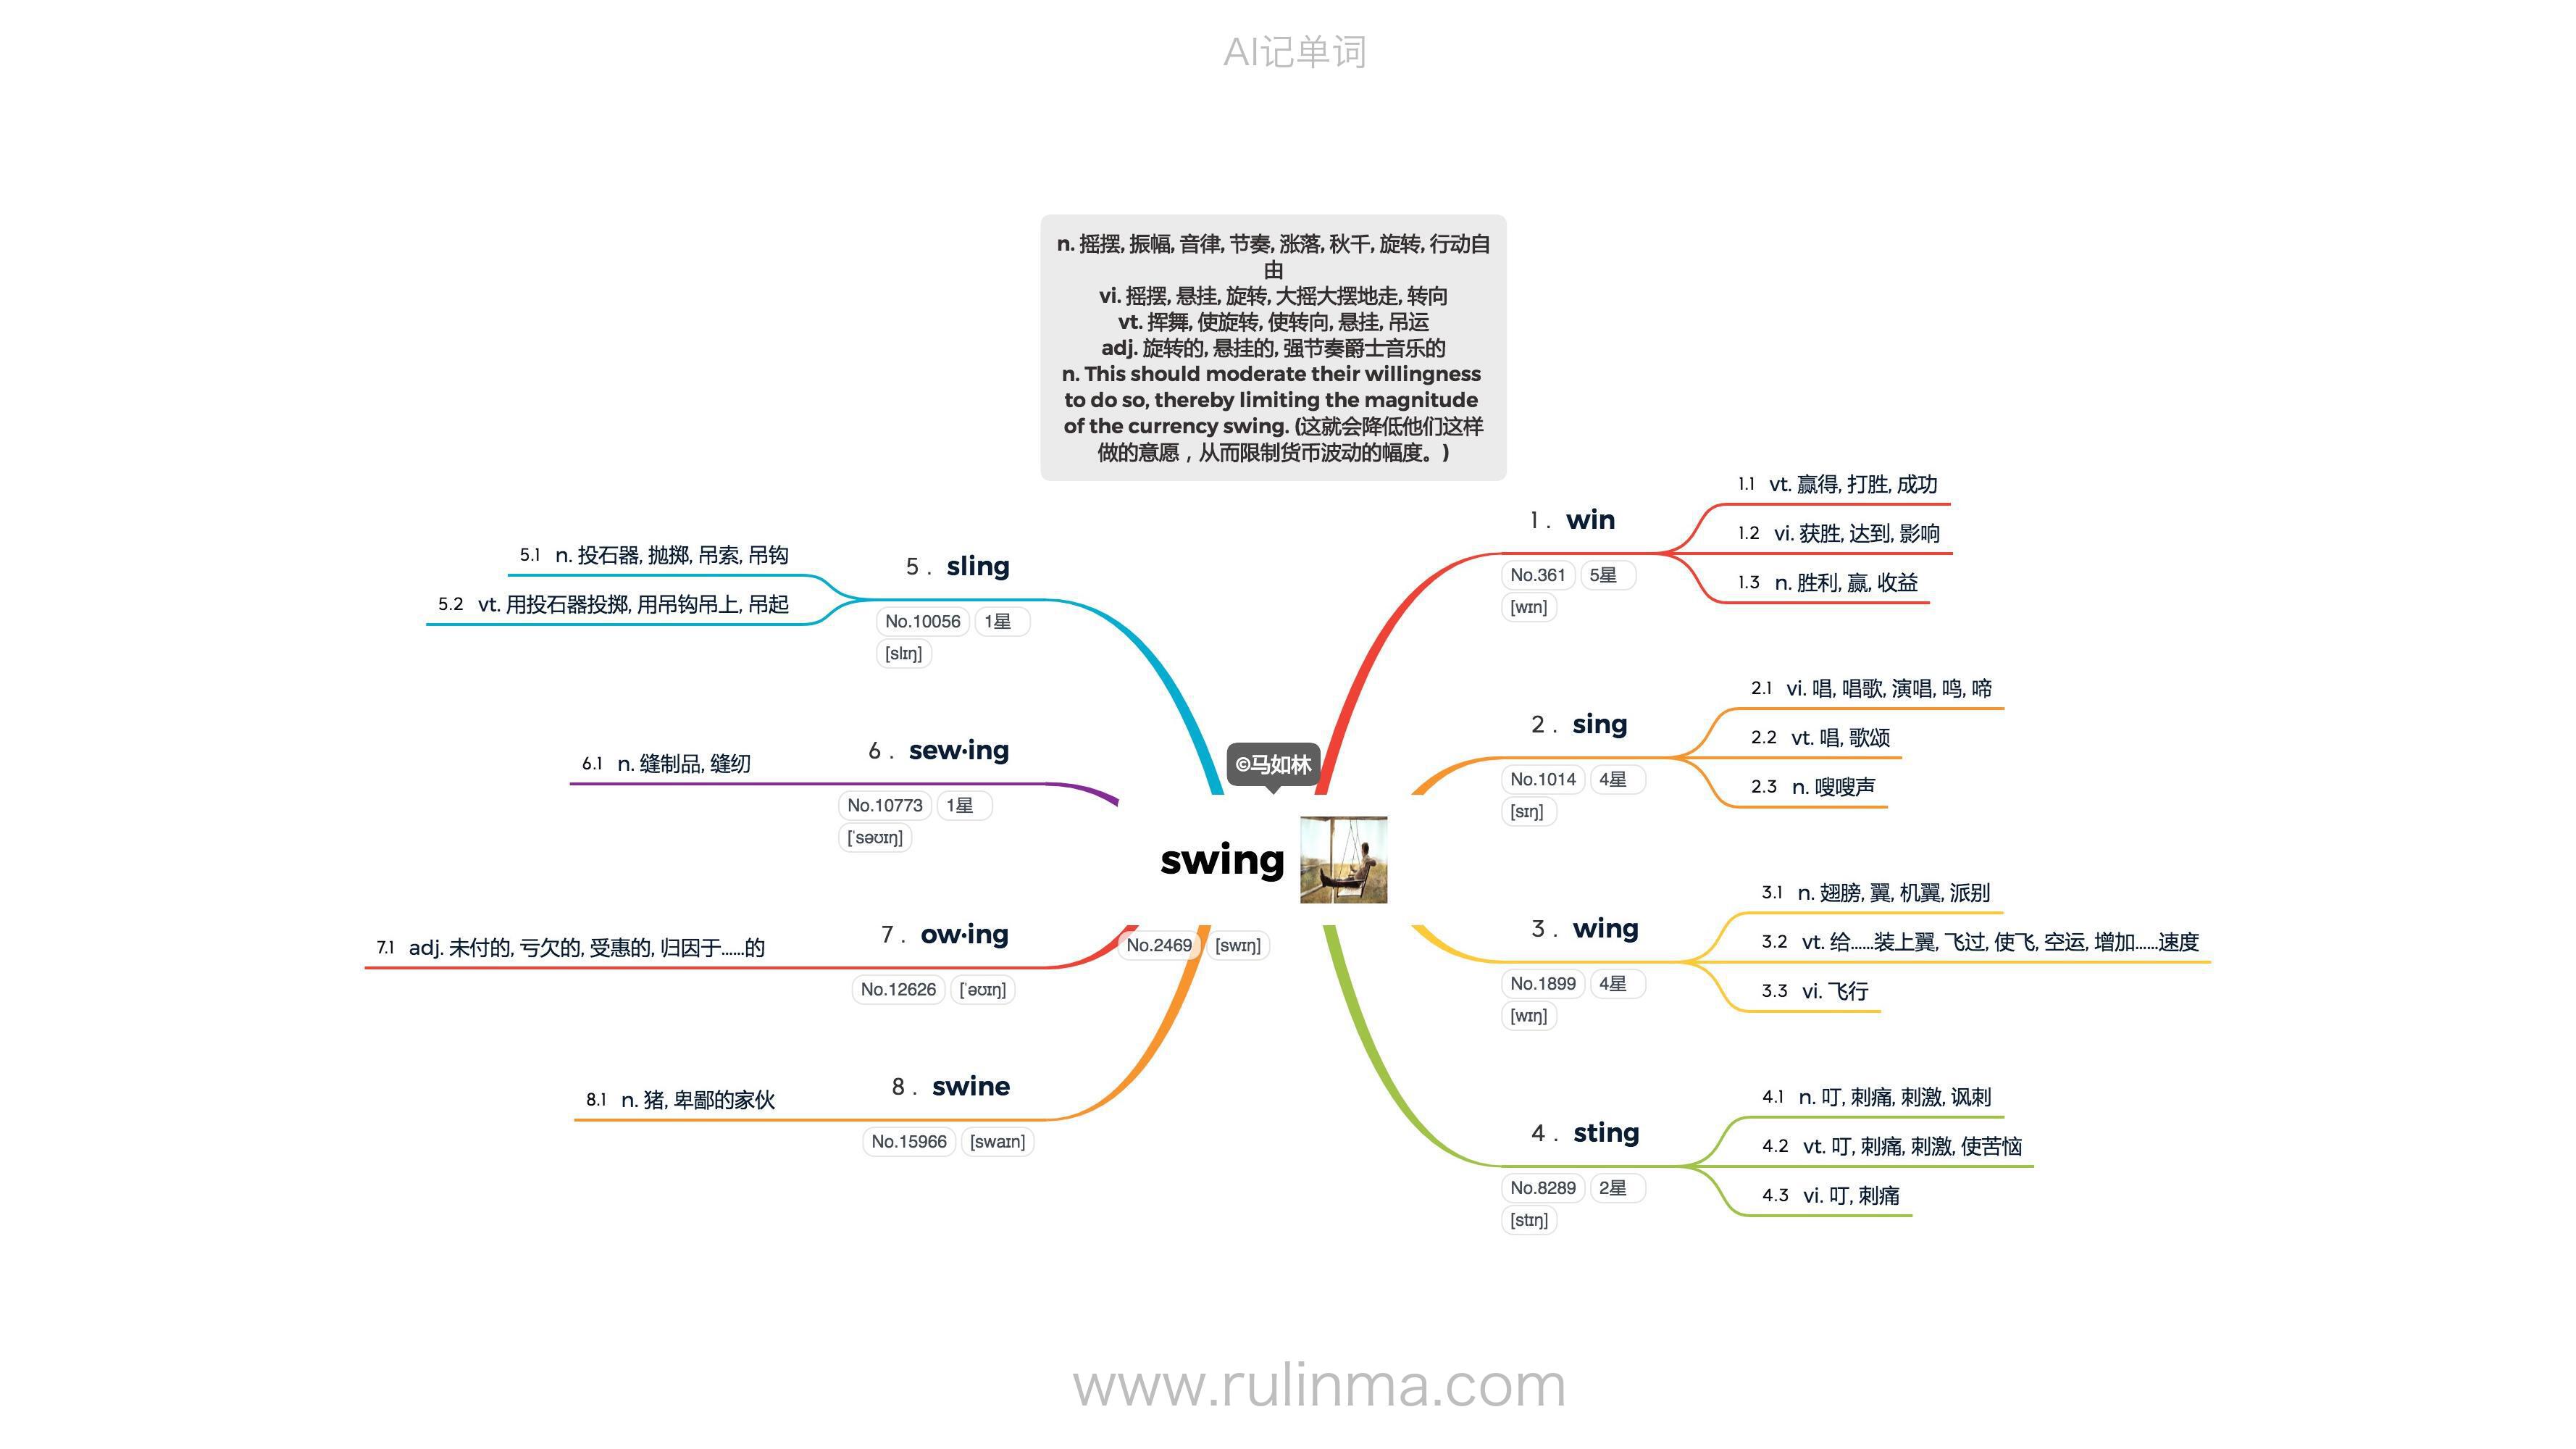 AI记单词
n. 摇摆, 振幅, 音律, 节奏, 涨落, 秋千, 旋转, 行动自
由
vi. 摇摆, 悬挂, 旋转, 大摇大摆地走, 转向
vt. 挥舞, 使旋转, 使转向, 悬挂, 吊运
adj. 旋转的, 悬挂的, 强节奏爵士音乐的
n. This should moderate their willingness
to do so, thereby limiting the magnitude
of the currency swing. (这就会降低他们这样
做的意愿，从而限制货币波动的幅度。)
©马如林
swing
No.2469 [swɪŋ]
1 . win
No.361 5星
[wɪn]
1.1 vt. 赢得, 打胜, 成功
1.2 vi. 获胜, 达到, 影响
1.3 n. 胜利, 赢, 收益
2 . sing
No.1014 4星
[sɪŋ]
2.1 vi. 唱, 唱歌, 演唱, 鸣, 啼
2.2 vt. 唱, 歌颂
2.3 n. 嗖嗖声
3 . wing
No.1899 4星
[wɪŋ]
3.1 n. 翅膀, 翼, 机翼, 派别
3.2 vt. 给......装上翼, 飞过, 使飞, 空运, 增加......速度
3.3 vi. 飞行
4 . sting
No.8289 2星
[stɪŋ]
4.1 n. 叮, 刺痛, 刺激, 讽刺
4.2 vt. 叮, 刺痛, 刺激, 使苦恼
4.3 vi. 叮, 刺痛
5 . sling
No.10056 1星
[slɪŋ]
5.1 n. 投石器, 抛掷, 吊索, 吊钩
5.2 vt. 用投石器投掷, 用吊钩吊上, 吊起
6 . sew·ing
No.10773 1星
[ˈsəʊɪŋ]
6.1 n. 缝制品, 缝纫
7 . ow·ing
No.12626 [ˈəʊɪŋ]
7.1 adj. 未付的, 亏欠的, 受惠的, 归因于......的
8 . swine
No.15966 [swaɪn]
8.1 n. 猪, 卑鄙的家伙
www.rulinma.com